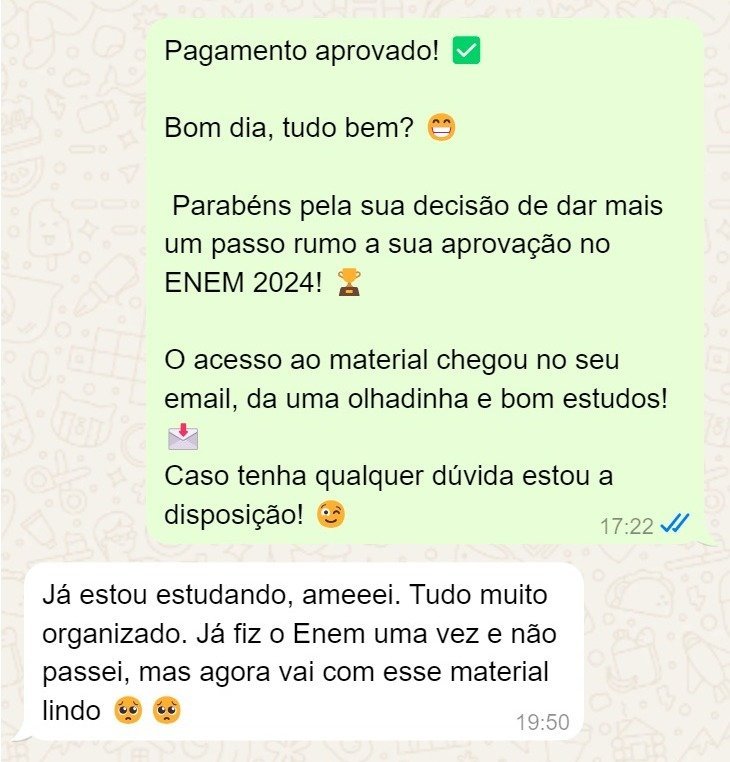 Pagamento aprovado! ✅
Bom dia, tudo bem? 😁
Parabéns pela sua decisão de dar mais
um passo rumo a sua aprovação no
ENEM 2024! 🏆
O acesso ao material chegou no seu
email, da uma olhadinha e bom estudos!
📩
Caso tenha qualquer dúvida estou a
disposição! 😉
17:22
Já estou estudando, ameeei. Tudo muito
organizado. Já fiz o Enem uma vez e não
passei, mas agora vai com esse material
lindo 🥺 🥺
19:50